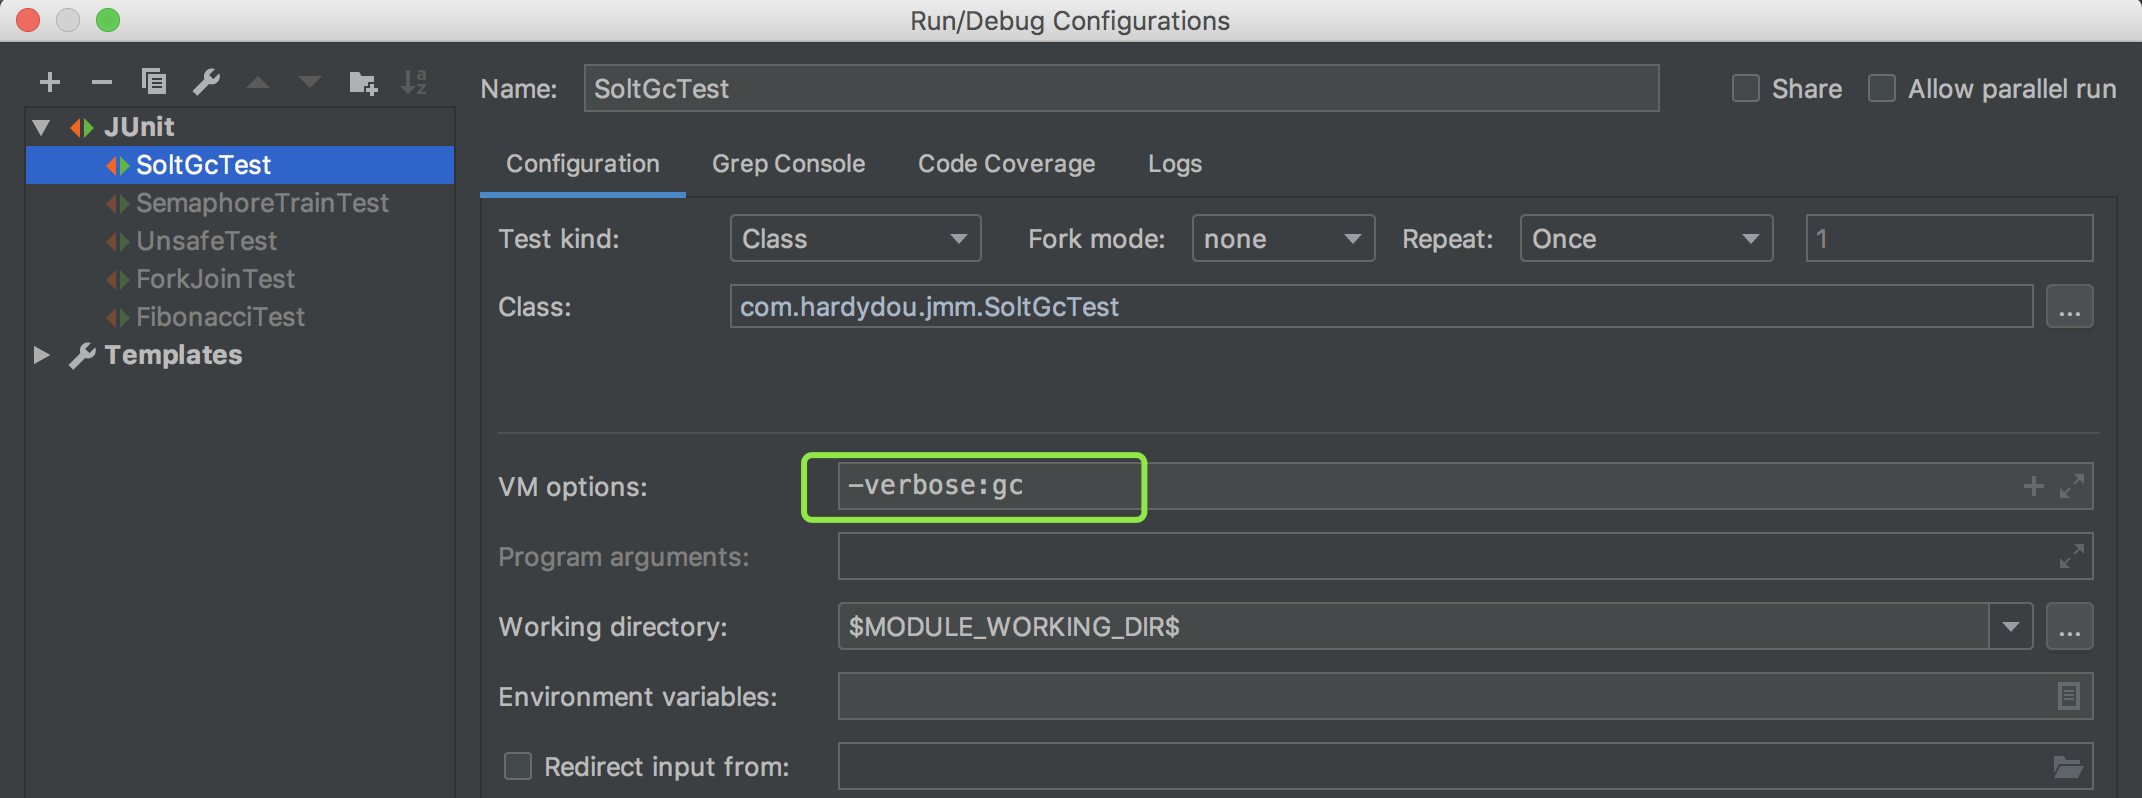 Run/Debug Configurations
Name: SoltGcTest Share Allow parallel run
JUnit
SoltGcTest
SemaphoreTrainTest
UnsafeTest
ForkJoinTest
FibonacciTest
Templates
Configuration Grep Console Code Coverage Logs
Test kind: Class Fork mode: none Repeat: Once 1
Class: com.hardydou.jmm.SoltGcTest ...
VM options: -verbose:gc
Program arguments:
Working directory: $MODULE_WORKING_DIR$ ...
Environment variables:
Redirect input from: